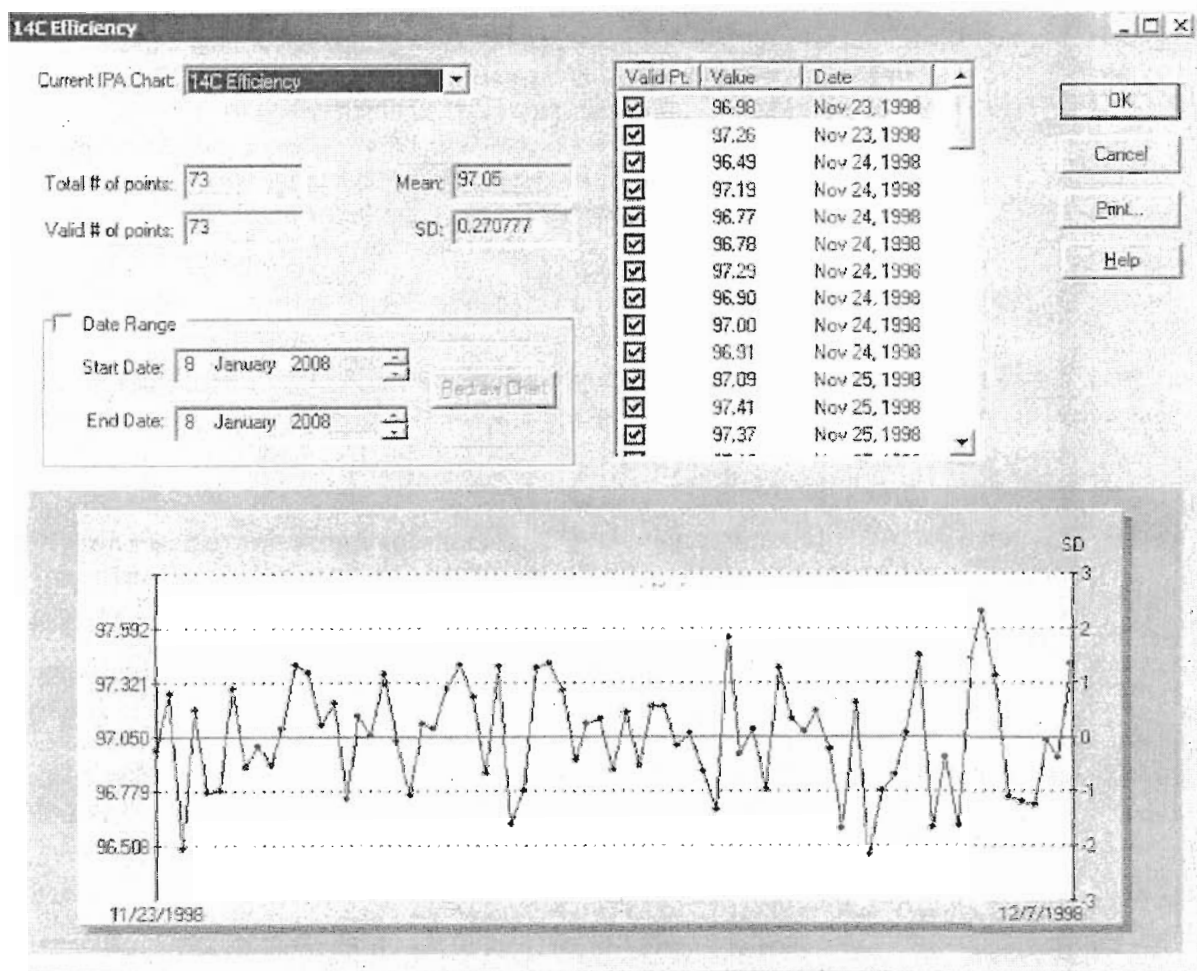 14C Efficiency
Current IPA Chart: 14C Efficiency
Total # of points: 73
Mean: 97.05
Valid # of points: 73
SD: 0.270777
Date Range
Start Date: 8 January 2008
End Date: 8 January 2008
Redraw Chart
Valid Pt. Value Date
96.98 Nov 23, 1998
97.26 Nov 23, 1998
96.49 Nov 24, 1998
97.19 Nov 24, 1998
96.77 Nov 24, 1998
96.78 Nov 24, 1998
97.29 Nov 24, 1998
96.90 Nov 24, 1998
97.00 Nov 24, 1998
96.91 Nov 24, 1998
97.09 Nov 25, 1998
97.41 Nov 25, 1998
97.37 Nov 25, 1998
OK
Cancel
Print...
Help
SD
97.592
97.321
97.050
96.779
96.508
3
2
1
0
-1
-2
-3
11/23/1998
12/7/1998